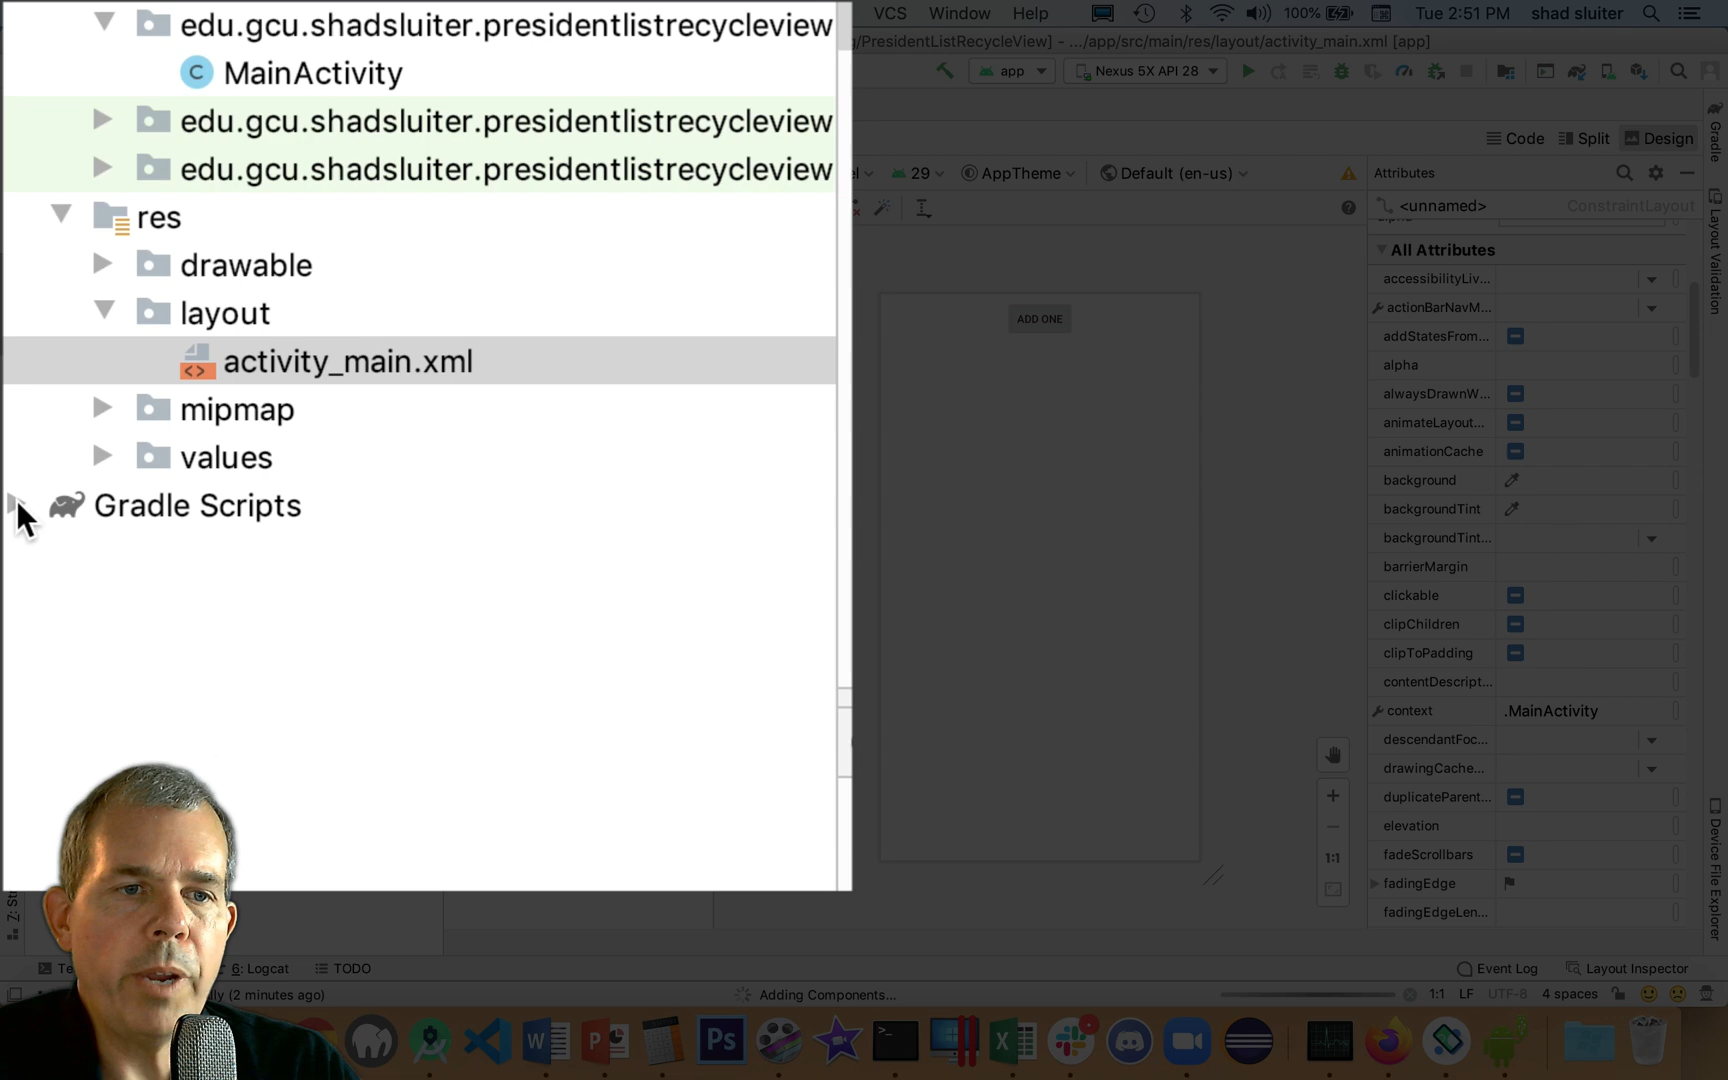 VCS Window Help 100% Tue 2:51 PM shad sluiter
edu.gcu.shadsluiter.presidentlistrecycleview
MainActivity
edu.gcu.shadsluiter.presidentlistrecycleview
edu.gcu.shadsluiter.presidentlistrecycleview
res
drawable
layout
activity_main.xml
mipmap
values
Gradle Scripts
/PresidentListRecycleView] - .../app/src/main/res/layout/activity_main.xml [app]
app Nexus 5X API 28
Code Split Design
29 AppTheme Default (en-us)
ADD ONE
Attributes
<unnamed> ConstraintLayout
All Attributes
accessibilityLiv...
actionBarNavM...
addStatesFrom...
alpha
alwaysDrawnW...
animateLayout...
animationCache
background
backgroundTint
backgroundTint...
barrierMargin
clickable
clipChildren
clipToPadding
contentDescript...
context .MainActivity
descendantFoc...
drawingCache...
duplicateParent...
elevation
fadeScrollbars
fadingEdge
fadingEdgeLen...
1:1
Gradle
Layout Validation
Device File Explorer
6: Logcat TODO Event Log Layout Inspector
(2 minutes ago) Adding Components... 1:1 LF UTF-8 4 spaces